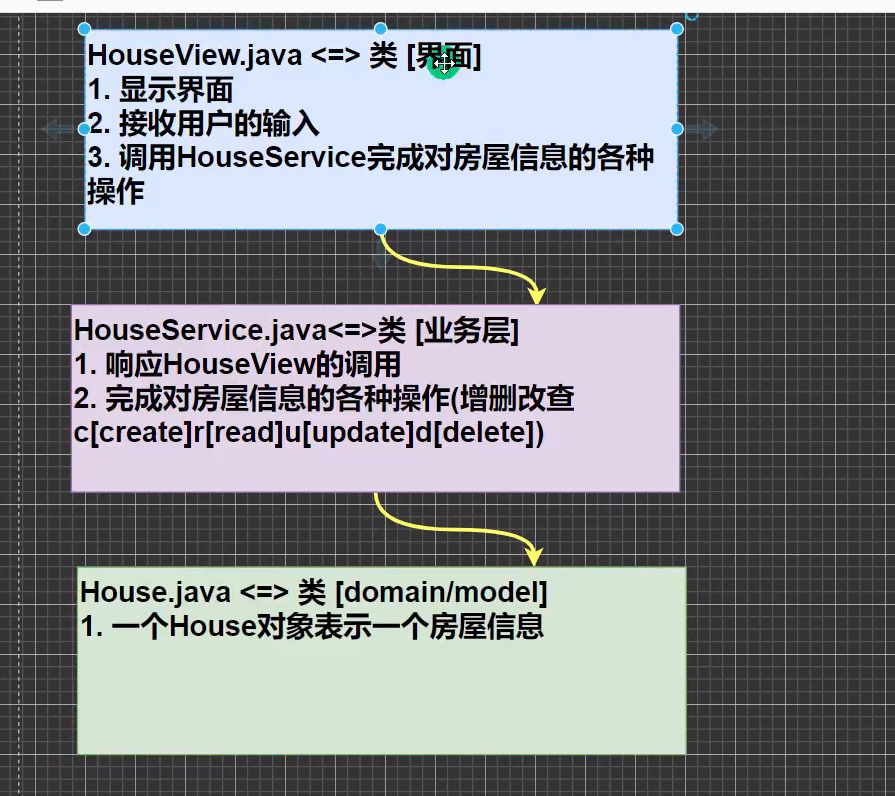 HouseView.java <=> 类 [界面]
1. 显示界面
2. 接收用户的输入
3. 调用HouseService完成对房屋信息的各种
操作
HouseService.java<=>类 [业务层]
1. 响应HouseView的调用
2. 完成对房屋信息的各种操作(增删改查
c[create]r[read]u[update]d[delete])
House.java <=> 类 [domain/model]
1. 一个House对象表示一个房屋信息